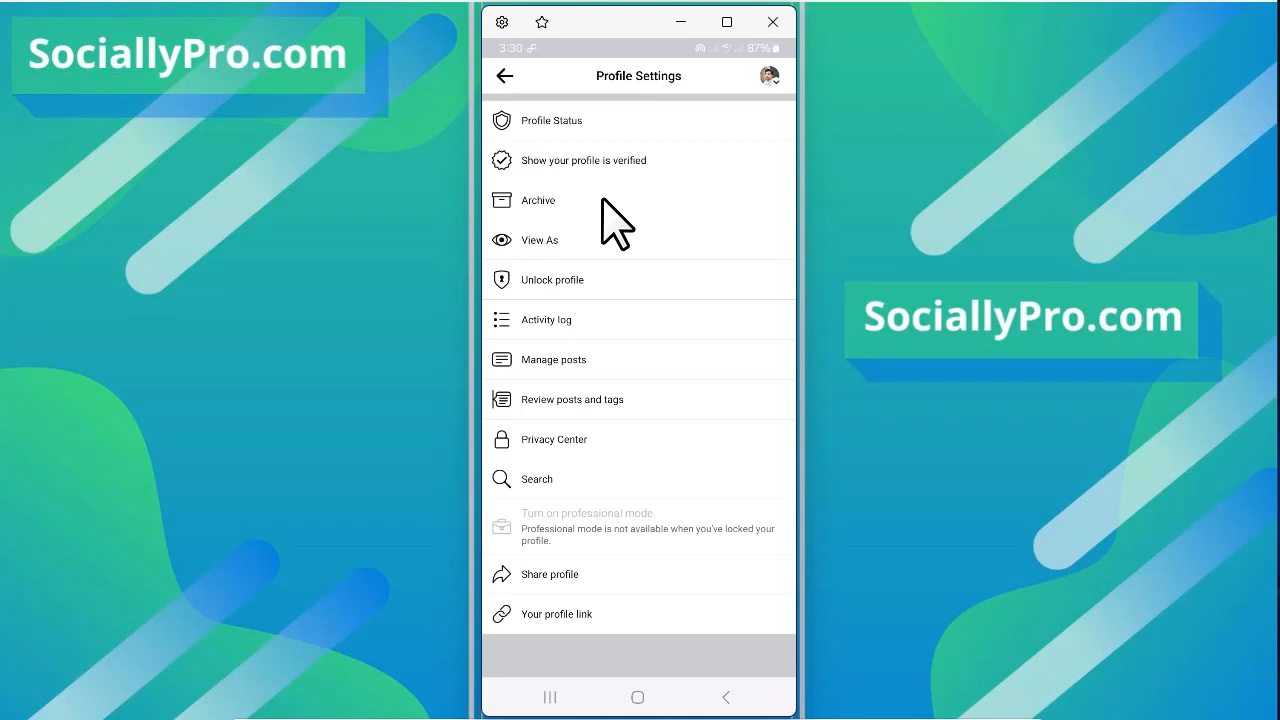 SociallyPro.com
3:30
87%
Profile Settings
Profile Status
Show your profile is verified
Archive
View As
Unlock profile
SociallyPro.com
Activity log
Manage posts
Review posts and tags
Privacy Center
Search
Turn on professional mode
Professional mode is not available when you've locked your
profile.
Share profile
Your profile link